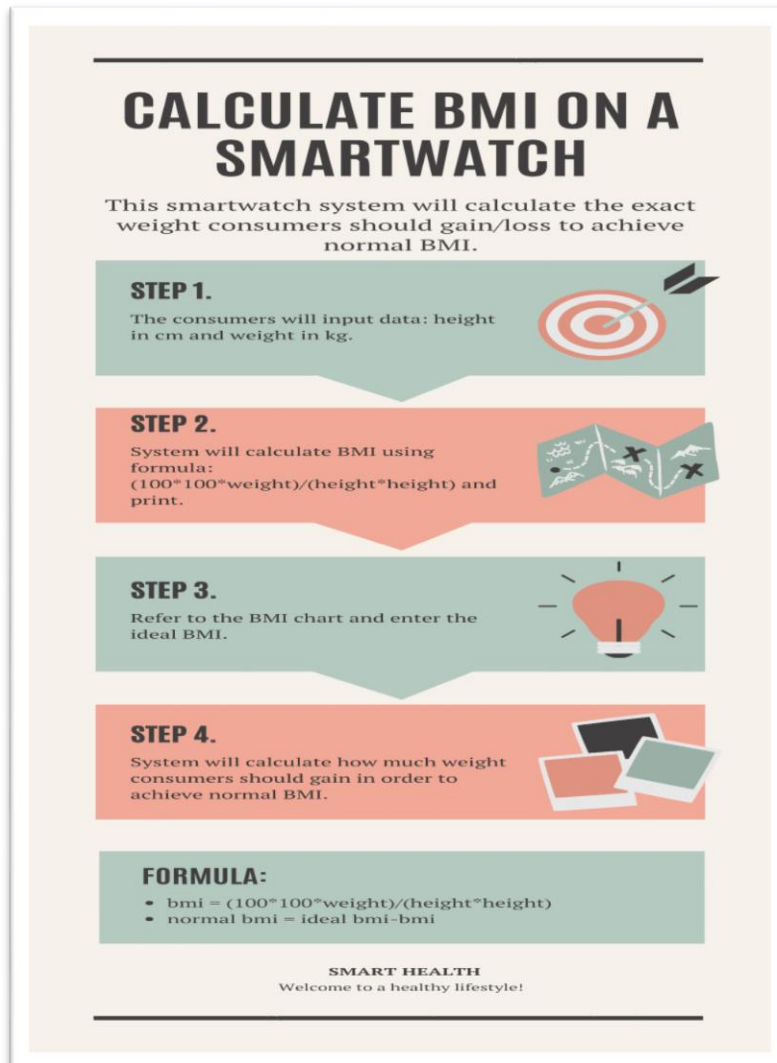 CALCULATE BMI ON A
SMARTWATCH
This smartwatch system will calculate the exact
weight consumers should gain/loss to achieve
normal BMI.
STEP 1.
The consumers will input data: height
in cm and weight in kg.
STEP 2.
System will calculate BMI using
formula:
(100*100*weight)/(height*height) and
print.
STEP 3.
Refer to the BMI chart and enter the
ideal BMI.
STEP 4.
System will calculate how much weight
consumers should gain in order to
achieve normal BMI.
FORMULA:
• bmi = (100*100*weight)/(height*height)
• normal bmi = ideal bmi-bmi
SMART HEALTH
Welcome to a healthy lifestyle!